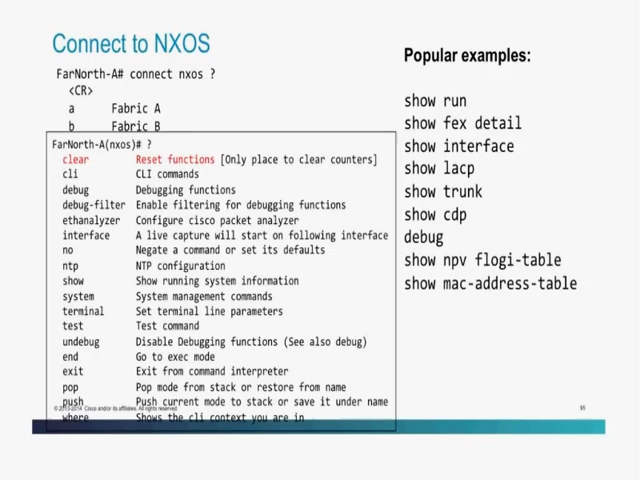 Connect to NXOS
FarNorth-A# connect nxos ?
<CR>
a Fabric A
b Fabric B
FarNorth-A(nxos)# ?
clear Reset functions [Only place to clear counters]
cli CLI commands
debug Debugging functions
debug-filter Enable filtering for debugging functions
ethanalyzer Configure cisco packet analyzer
interface A live capture will start on following interface
no Negate a command or set its defaults
ntp NTP configuration
show Show running system information
system System management commands
terminal Set terminal line parameters
test Test command
undebug Disable Debugging functions (See also debug)
end Go to exec mode
exit Exit from command interpreter
pop Pop mode from stack or restore from name
push Push current mode to stack or save it under name
where Shows the cli context you are in
Popular examples:
show run
show fex detail
show interface
show lacp
show trunk
show cdp
debug
show npv flogi-table
show mac-address-table
© 2013-2014 Cisco and/or its affiliates. All rights reserved.
95